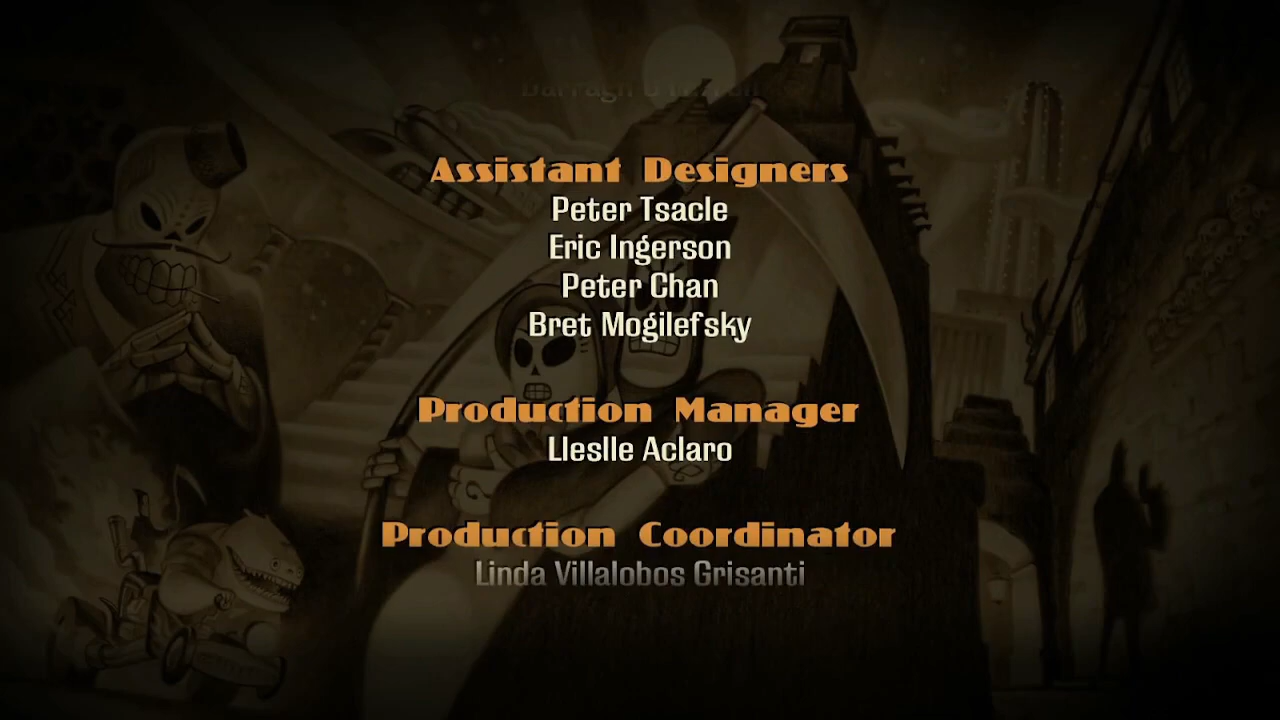 Assistant Designers
Peter Tsacle
Eric Ingerson
Peter Chan
Bret Mogilefsky
Production Manager
Lleslle Aclaro
Production Coordinator
Linda Villalobos Grisanti